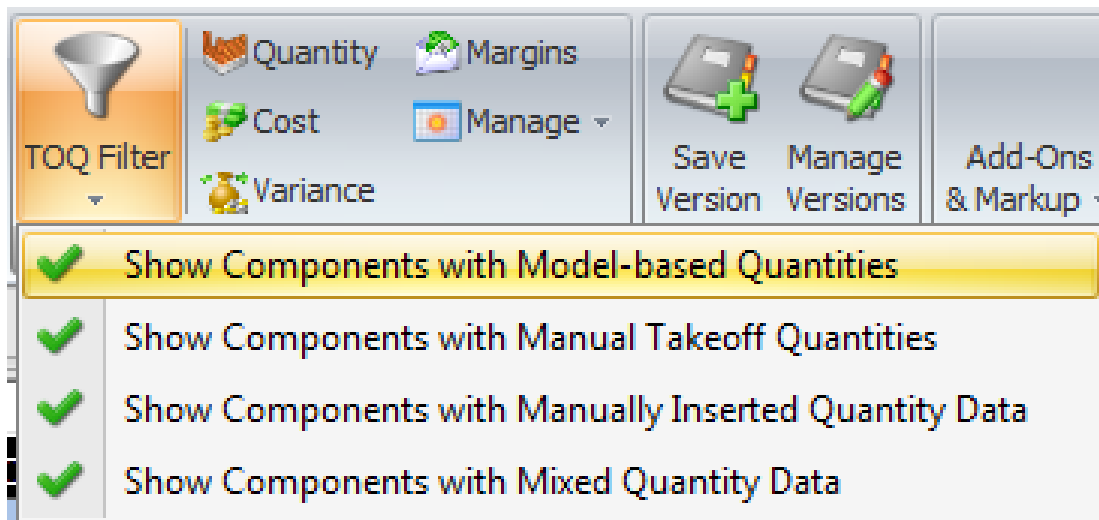 TOQ Filter
Quantity
Cost
Variance
Margins
Manage
Save
Version
Manage
Versions
Add-Ons
& Markup
Show Components with Model-based Quantities
Show Components with Manual Takeoff Quantities
Show Components with Manually Inserted Quantity Data
Show Components with Mixed Quantity Data